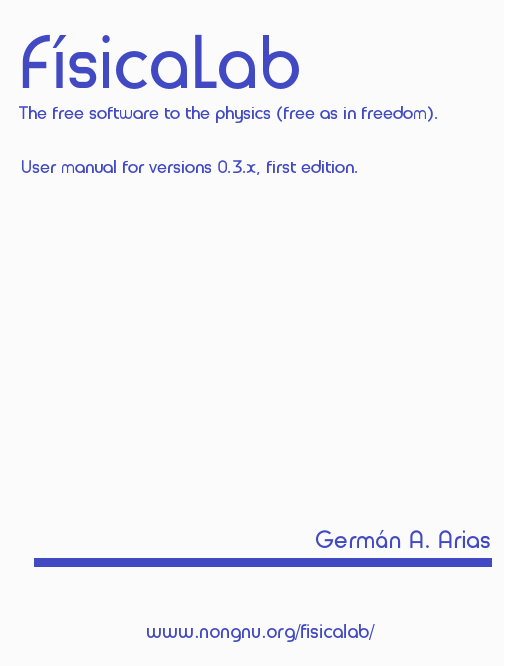 FísicaLab
The free software to the physics (free as in freedom).
User manual for versions 0.3.x, first edition.
Germán A. Arias
www.nongnu.org/fisicalab/